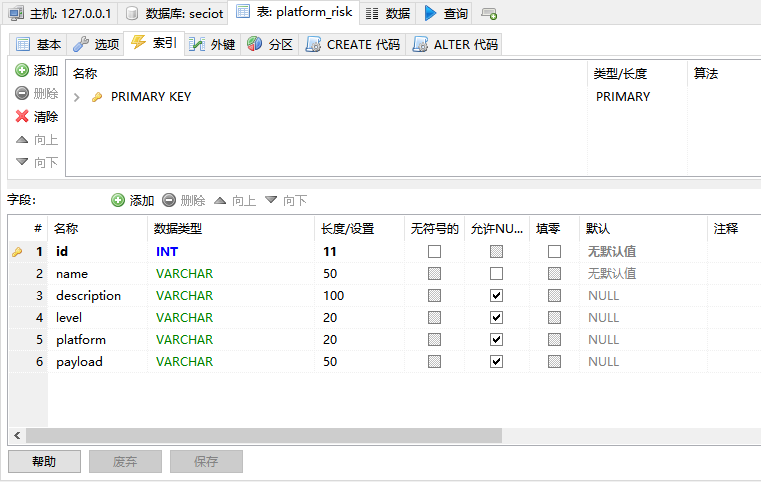 主机: 127.0.0.1 数据库: seciot 表: platform_risk 数据 查询
基本 选项 索引 外键 分区 CREATE 代码 ALTER 代码
添加 名称 类型/长度 算法
删除 PRIMARY KEY PRIMARY
清除
向上
向下
字段: 添加 删除 向上 向下
# 名称 数据类型 长度/设置 无符号的 允许NU... 填零 默认 注释
1 id INT 11 无默认值
2 name VARCHAR 50 无默认值
3 description VARCHAR 100 NULL
4 level VARCHAR 20 NULL
5 platform VARCHAR 20 NULL
6 payload VARCHAR 50 NULL
帮助 废弃 保存